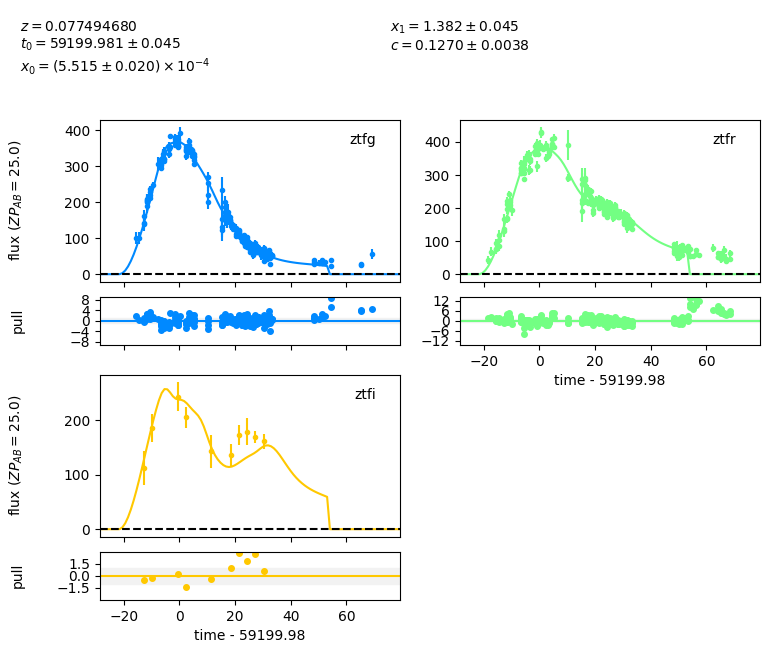 z = 0.077494680
t₀ = 59199.981 ± 0.045
x₀ = (5.515 ± 0.020) × 10⁻⁴
x₁ = 1.382 ± 0.045
c = 0.1270 ± 0.0038
flux (ZP_AB = 25.0)
ztfg
400
300
200
100
0
pull
8
4
0
−4
−8
ztfr
400
300
200
100
0
12
6
0
−6
−12
−20 0 20 40 60
time - 59199.98
flux (ZP_AB = 25.0)
ztfi
200
100
0
pull
1.5
0.0
−1.5
−20 0 20 40 60
time - 59199.98